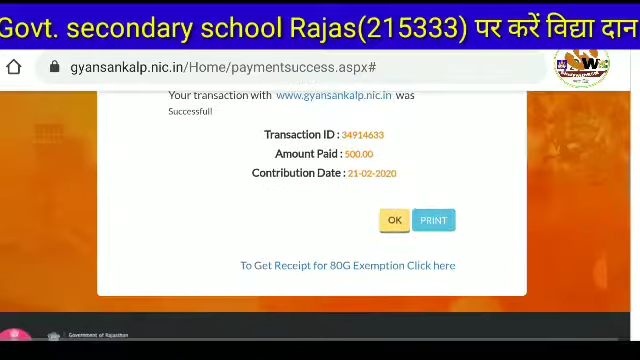 Govt. secondary school Rajas(215333) पर करें विद्या दान
gyansankalp.nic.in/Home/paymentsuccess.aspx#
Your transaction with www.gyansankalp.nic.in was
Successfull
Transaction ID : 34914633
Amount Paid : 500.00
Contribution Date : 21-02-2020
OK PRINT
To Get Receipt for 80G Exemption Click here
Government of Rajasthan